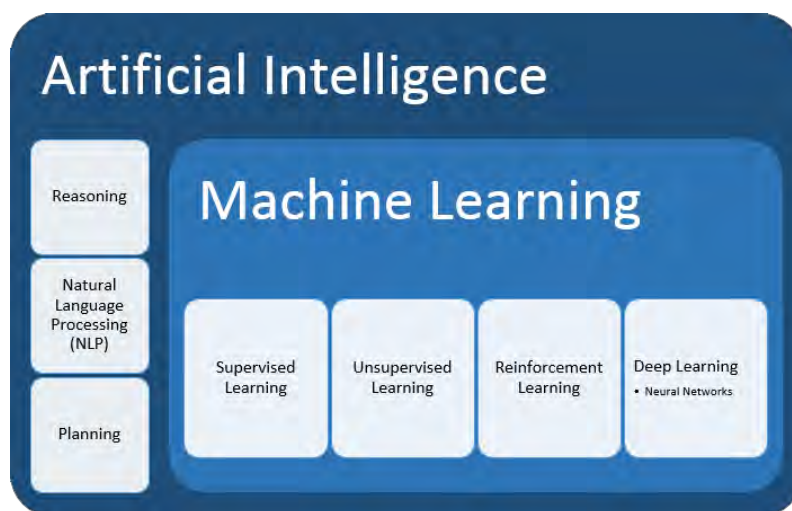 Artificial Intelligence
Reasoning
Natural
Language
Processing
(NLP)
Planning
Machine Learning
Supervised
Learning
Unsupervised
Learning
Reinforcement
Learning
Deep Learning
• Neural Networks